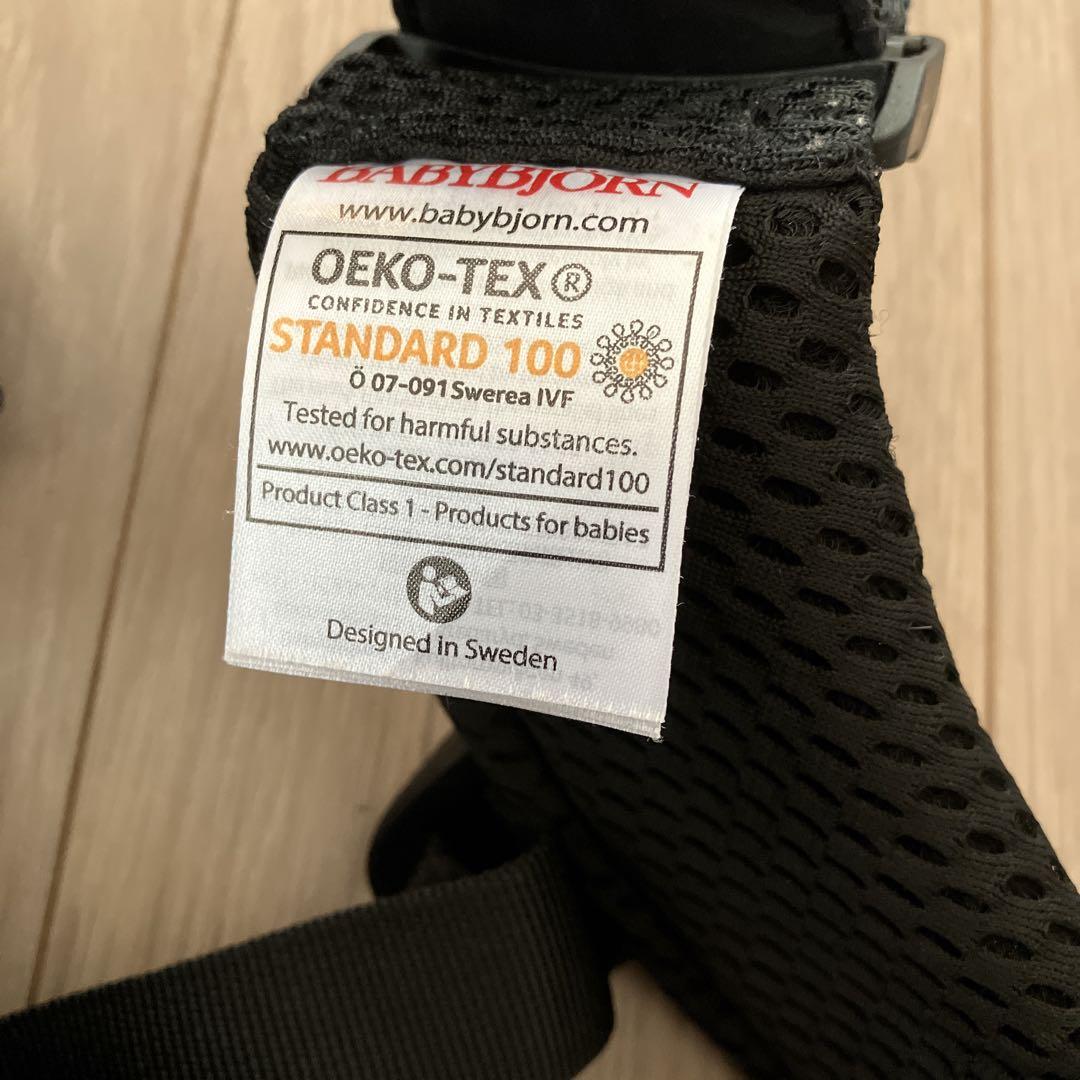 BABYBJÖRN
www.babybjorn.com
OEKO-TEX®
CONFIDENCE IN TEXTILES
STANDARD 100
Ö 07-091 Swerea IVF
Tested for harmful substances.
www.oeko-tex.com/standard100
Product Class 1 - Products for babies
Designed in Sweden